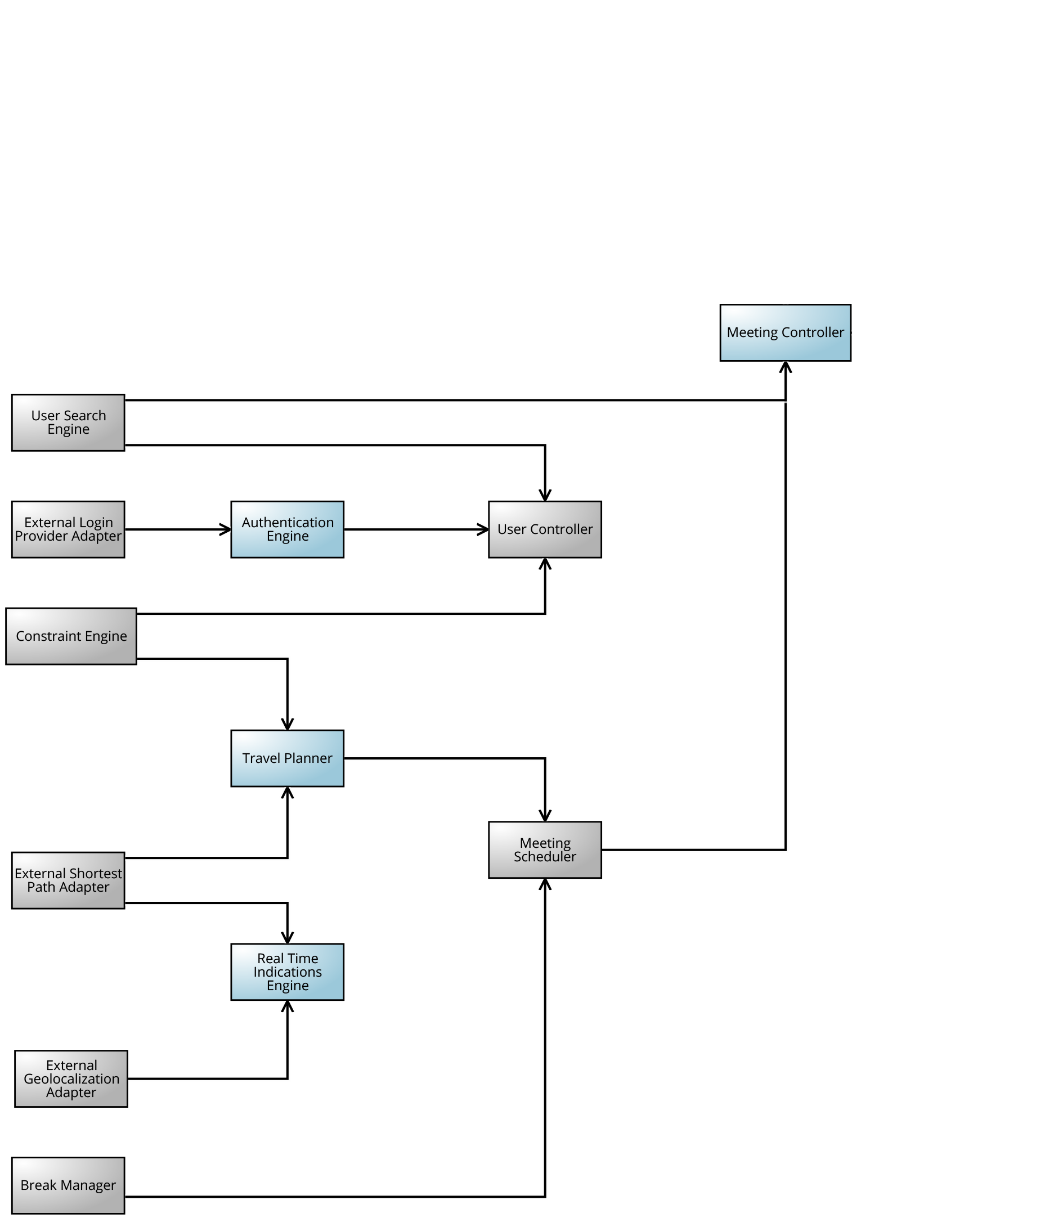 Meeting Controller
User Search
Engine
External Login
Provider Adapter
Authentication
Engine
User Controller
Constraint Engine
Travel Planner
Meeting
Scheduler
External Shortest
Path Adapter
Real Time
Indications
Engine
External
Geolocalization
Adapter
Break Manager